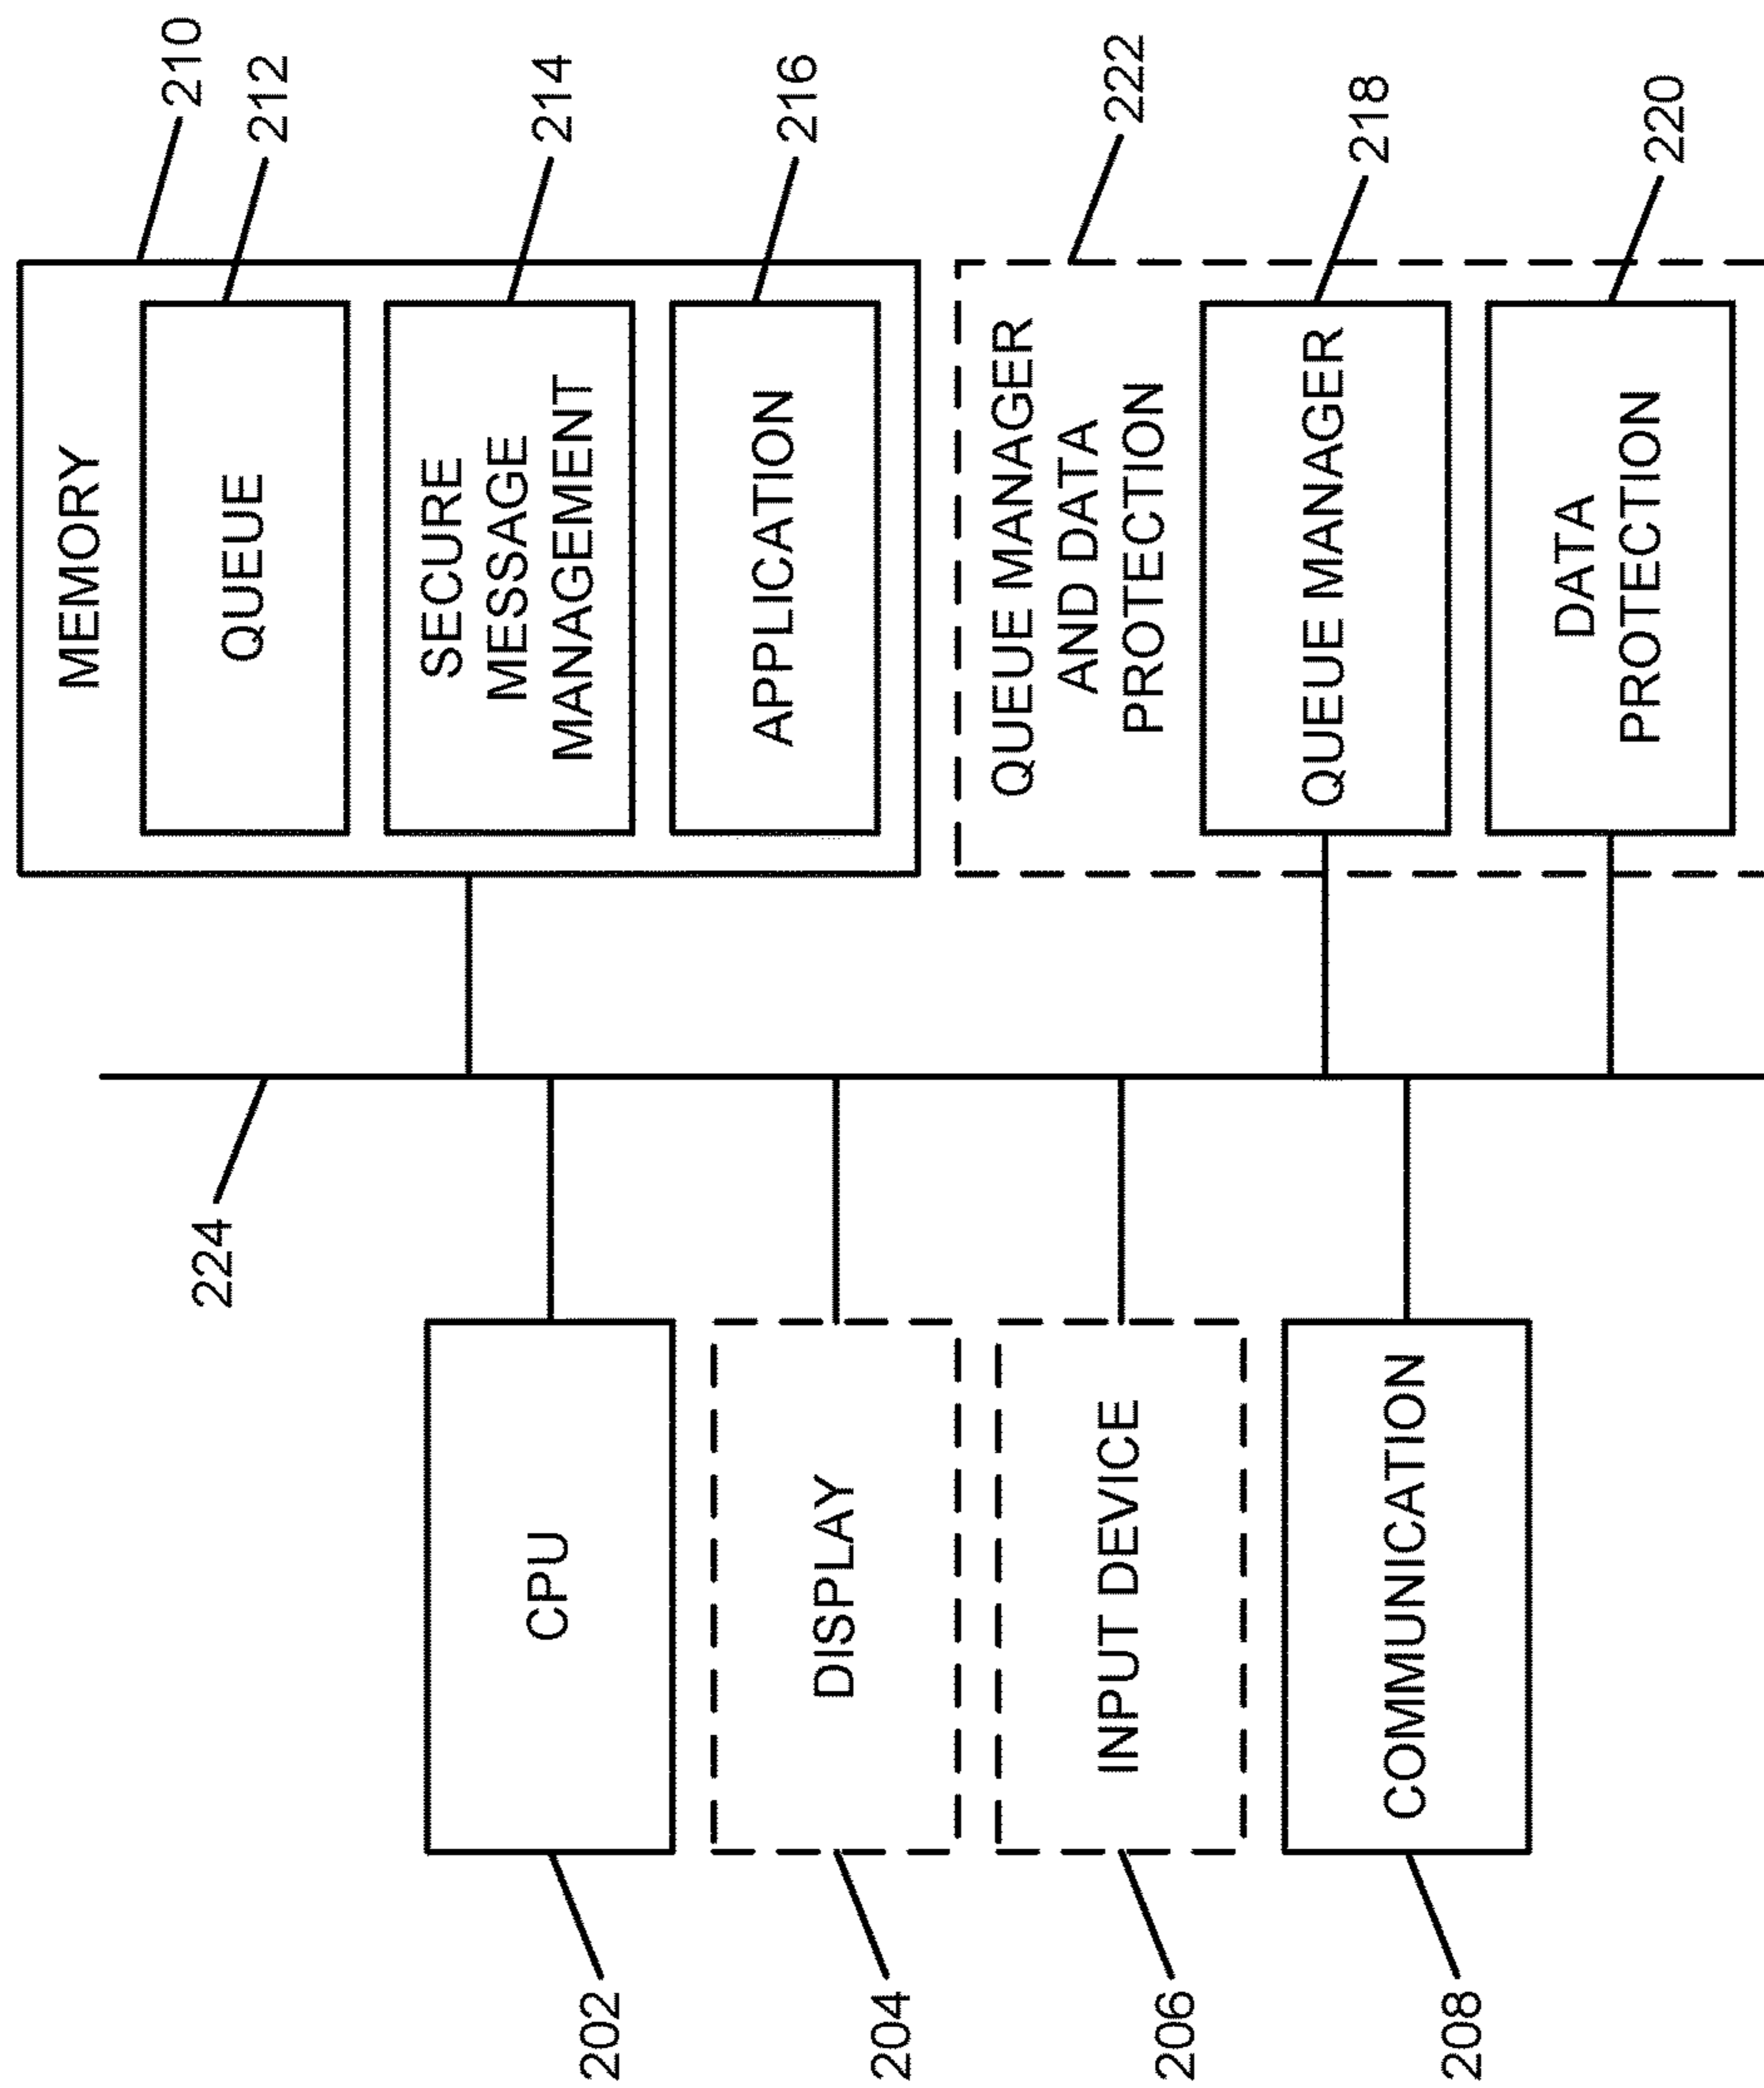 210
MEMORY
212
QUEUE
214
SECURE
MESSAGE
MANAGEMENT
216
APPLICATION
222
QUEUE MANAGER
AND DATA
PROTECTION
218
QUEUE MANAGER
220
DATA
PROTECTION
224
CPU
202
DISPLAY
204
INPUT DEVICE
206
COMMUNICATION
208